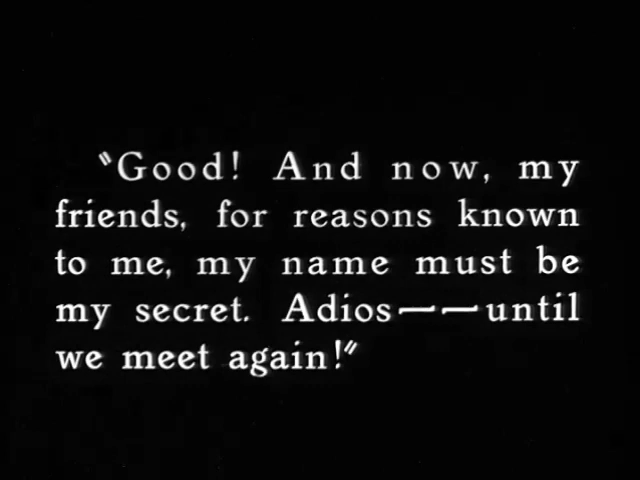 "Good! And now, my
friends, for reasons known
to me, my name must be
my secret. Adios——until
we meet again!"